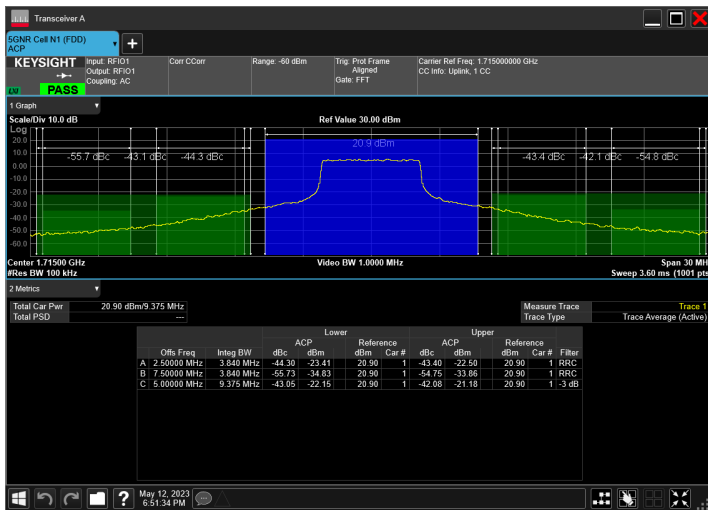 Transceiver A
5GNR Cell N1 (FDD)
ACP
KEYSIGHT
Input: RFIO1
Output: RFIO1
Coupling: AC
Corr CCorr
Range: -60 dBm
Trig: Prot Frame
Aligned
Gate: FFT
Carrier Ref Freq: 1.715000000 GHz
CC Info: Uplink, 1 CC
PASS
1 Graph
Scale/Div 10.0 dB
Ref Value 30.00 dBm
Log
20.0
10.0
0.00
-10.0
-20.0
-30.0
-40.0
-50.0
-60.0
-55.7 dBc
-43.1 dBc
-44.3 dBc
20.9 dBm
-43.4 dBc
-42.1 dBc
-54.8 dBc
Center 1.71500 GHz
Video BW 1.0000 MHz
Span 30 MH
#Res BW 100 kHz
Sweep 3.60 ms (1001 pts
2 Metrics
Total Car Pwr 20.90 dBm/9.375 MHz
Total PSD ---
Measure Trace Trace 1
Trace Type Trace Average (Active)
Lower Upper
ACP Reference ACP Reference
Offs Freq Integ BW dBc dBm dBm Car # dBc dBm dBm Car # Filter
A 2.50000 MHz 3.840 MHz -44.30 -23.41 20.90 1 -43.40 -22.50 20.90 1 RRC
B 7.50000 MHz 3.840 MHz -55.73 -34.83 20.90 1 -54.75 -33.86 20.90 1 RRC
C 5.00000 MHz 9.375 MHz -43.05 -22.15 20.90 1 -42.08 -21.18 20.90 1 -3 dB
May 12, 2023
6:51:34 PM